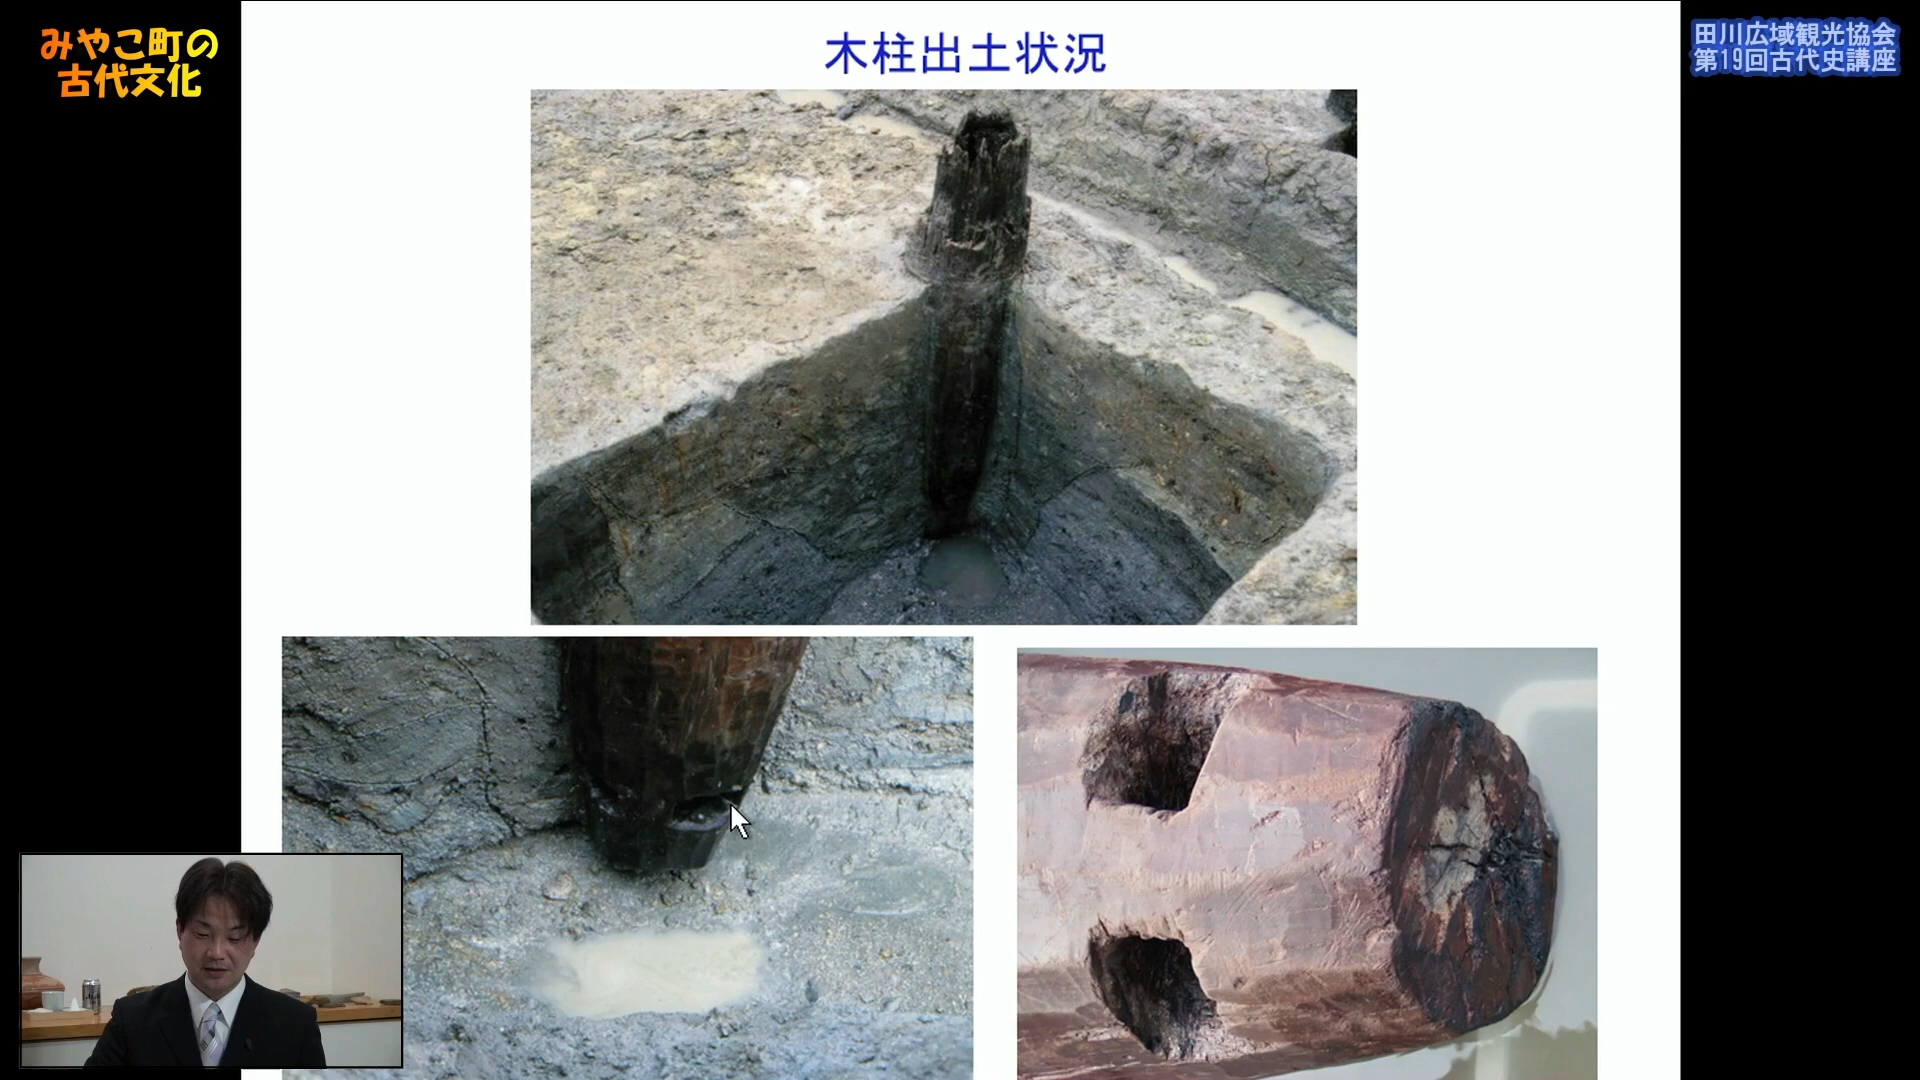 みやこ町の
古代文化
木柱出土状況
田川広域観光協会
第19回古代史講座